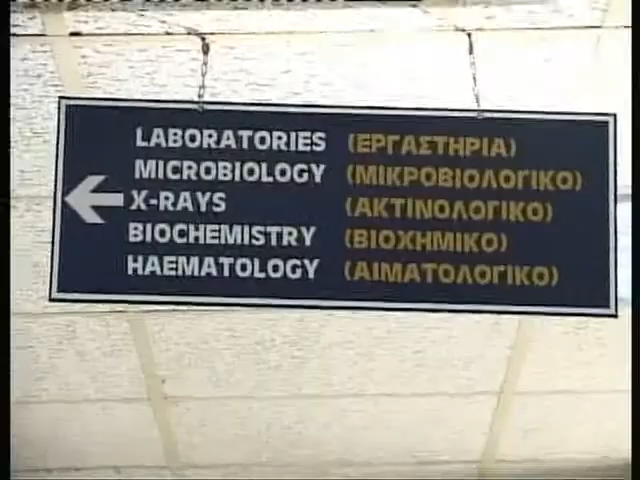 LABORATORIES (ΕΡΓΑΣΤΗΡΙΑ)
MICROBIOLOGY (ΜΙΚΡΟΒΙΟΛΟΓΙΚΟ)
X-RAYS (ΑΚΤΙΝΟΛΟΓΙΚΟ)
BIOCHEMISTRY (ΒΙΟΧΗΜΙΚΟ)
HAEMATOLOGY (ΑΙΜΑΤΟΛΟΓΙΚΟ)